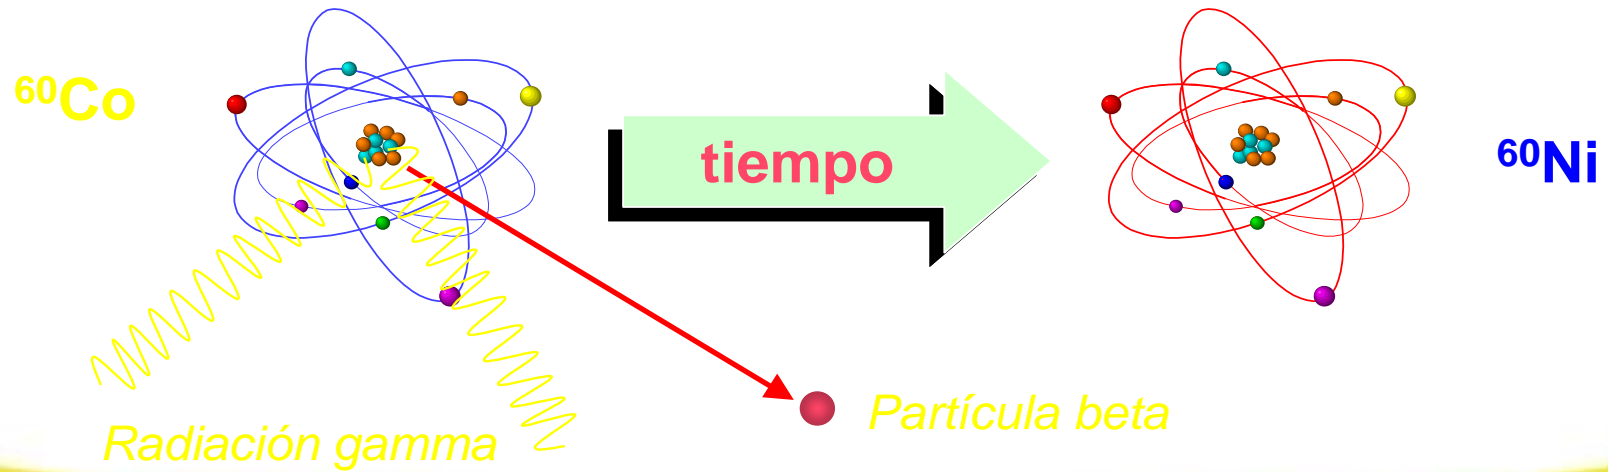 ⁶⁰Co
tiempo
⁶⁰Ni
Partícula beta
Radiación gamma